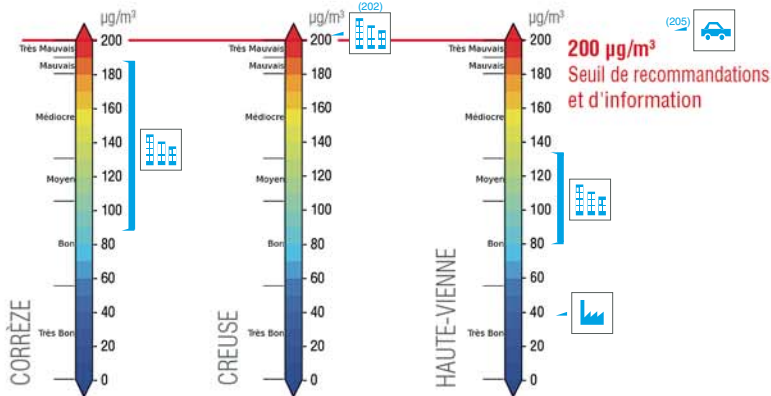 µg/m³
200
Très Mauvais
Mauvais
180
160
Médiocre
140
120
Moyen
100
80
Bon
60
40
Très Bon
20
0
CORRÈZE
µg/m³
(202)
200
Très Mauvais
Mauvais
180
160
Médiocre
140
120
Moyen
100
80
Bon
60
40
Très Bon
20
0
CREUSE
µg/m³
200
Très Mauvais
Mauvais
180
160
Médiocre
140
120
Moyen
100
80
Bon
60
40
Très Bon
20
0
HAUTE-VIENNE
(205)
200 µg/m³
Seuil de recommandations
et d'information